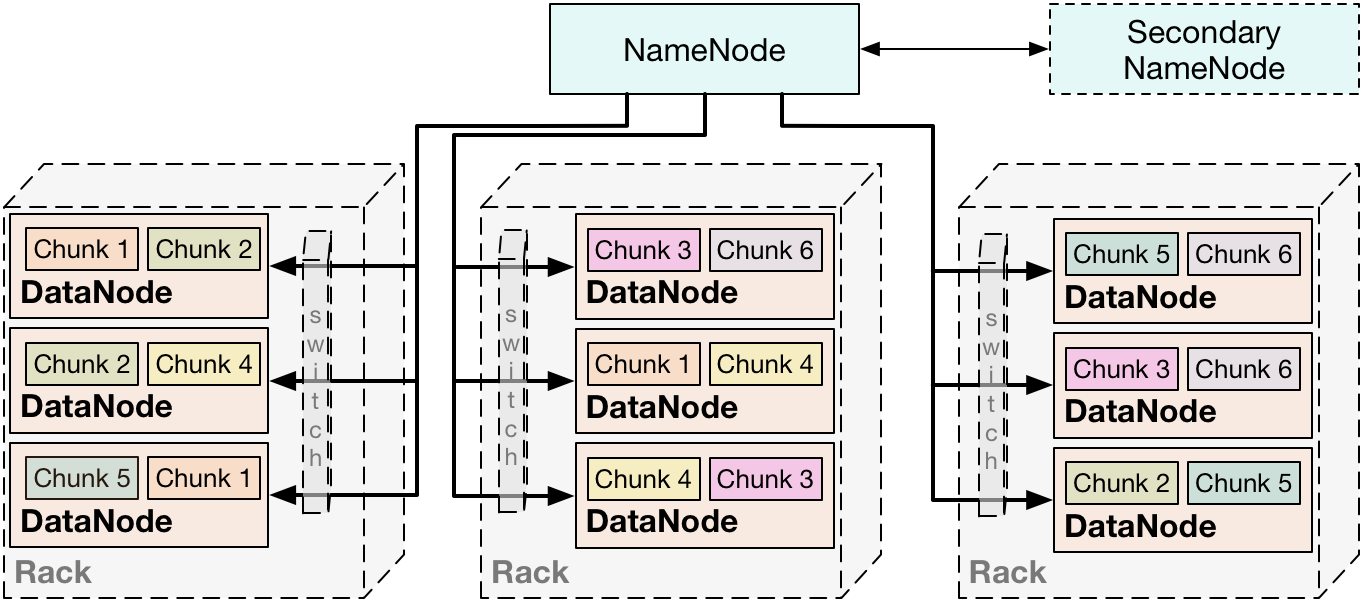 NameNode
Secondary
NameNode
Chunk 1 Chunk 2
DataNode
Chunk 2 Chunk 4
DataNode
Chunk 5 Chunk 1
DataNode
switch
Rack
switch
Chunk 3 Chunk 6
DataNode
Chunk 1 Chunk 4
DataNode
Chunk 4 Chunk 3
DataNode
Rack
switch
Chunk 5 Chunk 6
DataNode
Chunk 3 Chunk 6
DataNode
Chunk 2 Chunk 5
DataNode
Rack